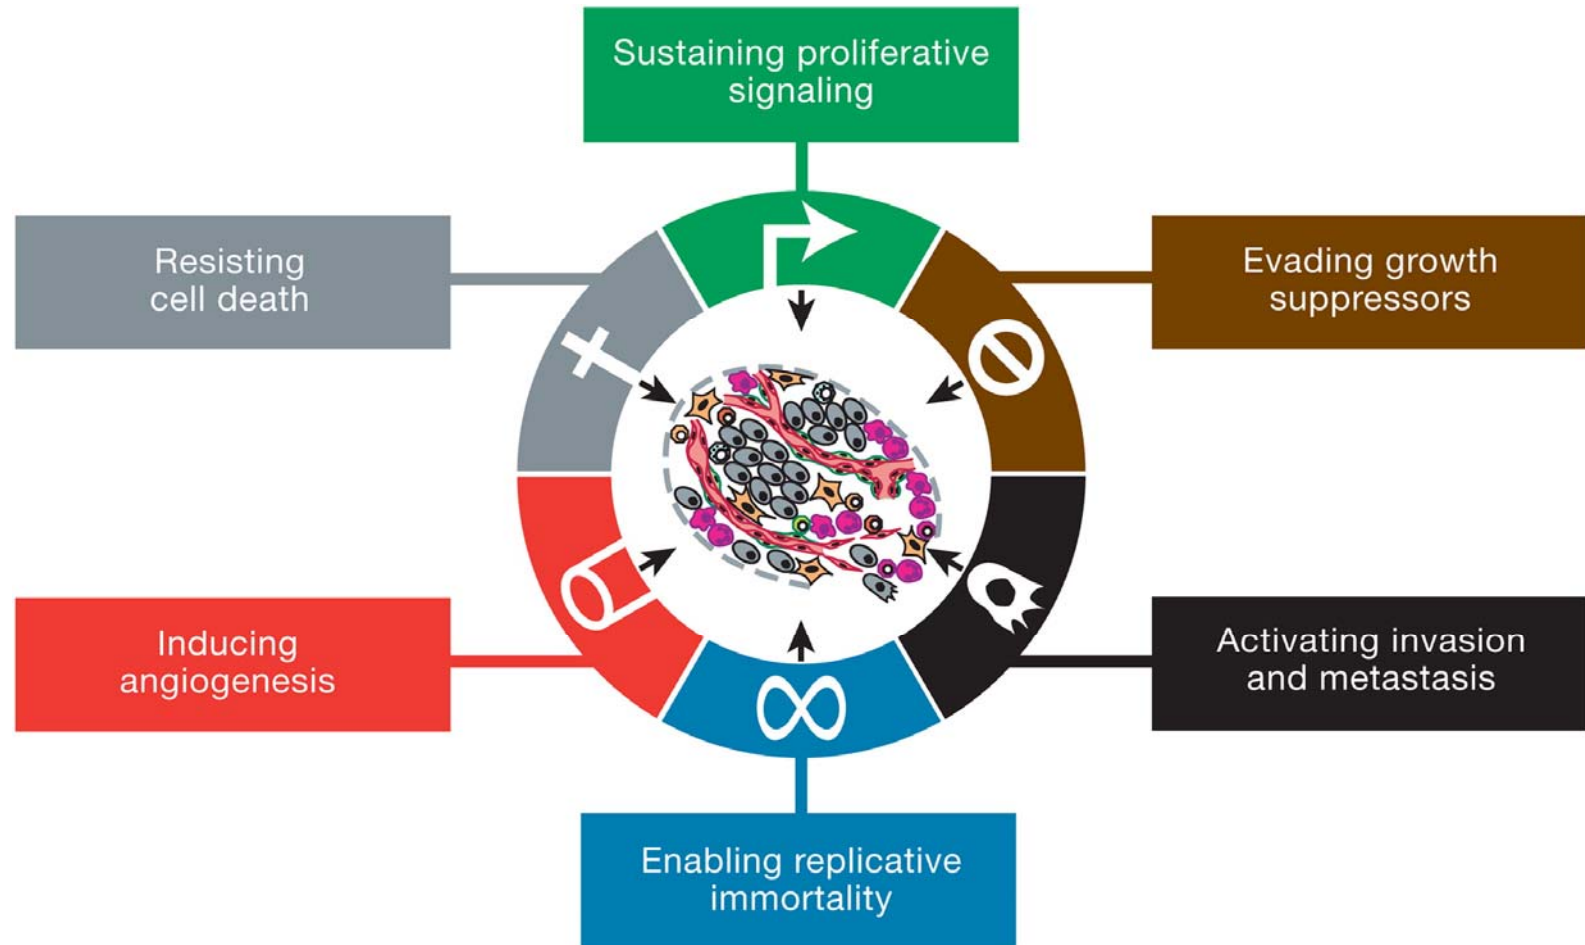 Sustaining proliferative
signaling
Resisting
cell death
Evading growth
suppressors
Inducing
angiogenesis
Activating invasion
and metastasis
Enabling replicative
immortality